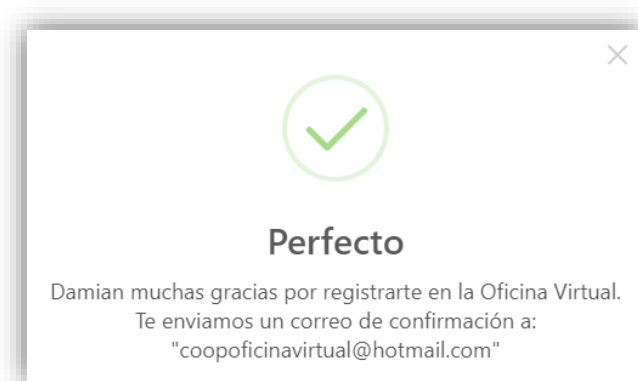 Perfecto
Damian muchas gracias por registrarte en la Oficina Virtual.
Te enviamos un correo de confirmación a:
"coopoficinavirtual@hotmail.com"